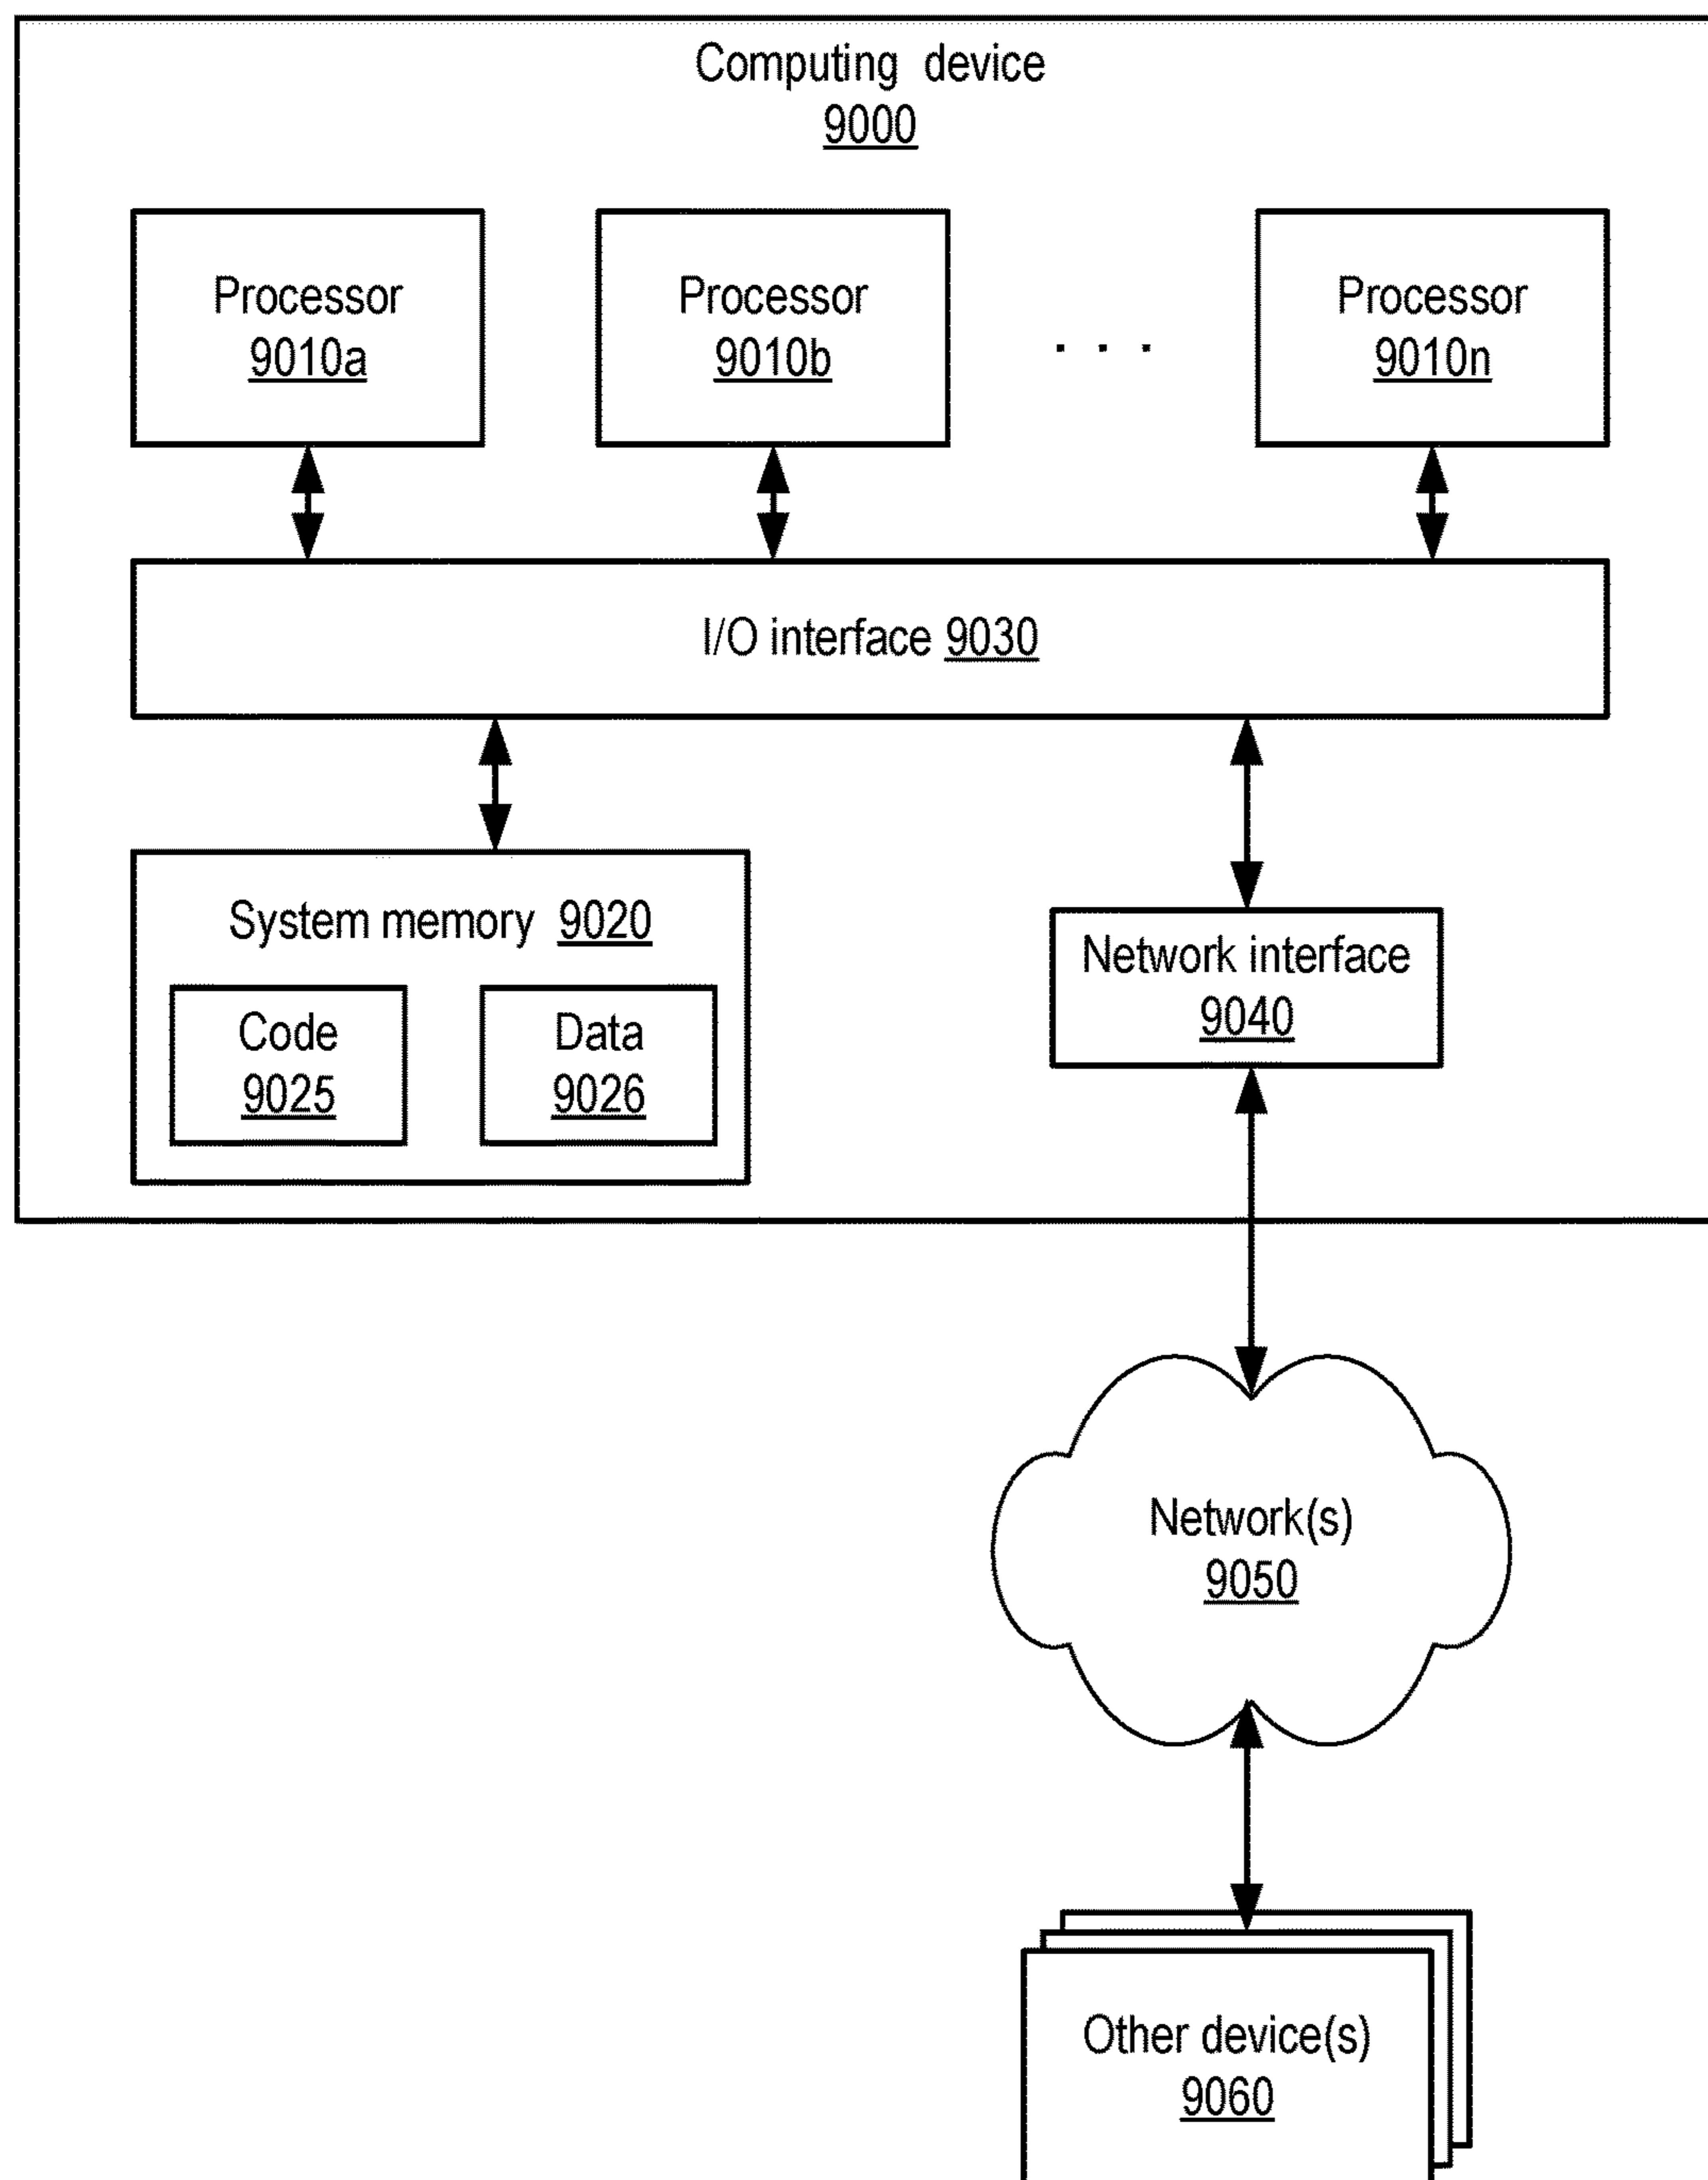 Computing device
9000
Processor
9010a
Processor
9010b
. . .
Processor
9010n
I/O interface 9030
System memory 9020
Code
9025
Data
9026
Network interface
9040
Network(s)
9050
Other device(s)
9060